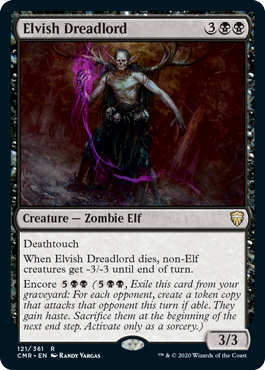 Elvish Dreadlord 3
Creature — Zombie Elf
Deathtouch
When Elvish Dreadlord dies, non-Elf
creatures get -3/-3 until end of turn.
Encore 5 (5 , Exile this card from your
graveyard: For each opponent, create a token copy
that attacks that opponent this turn if able. They
gain haste. Sacrifice them at the beginning of the
next end step. Activate only as a sorcery.)
3/3
121/361 R
CMR • EN RANDY VARGAS
™ & © 2020 Wizards of the Coast